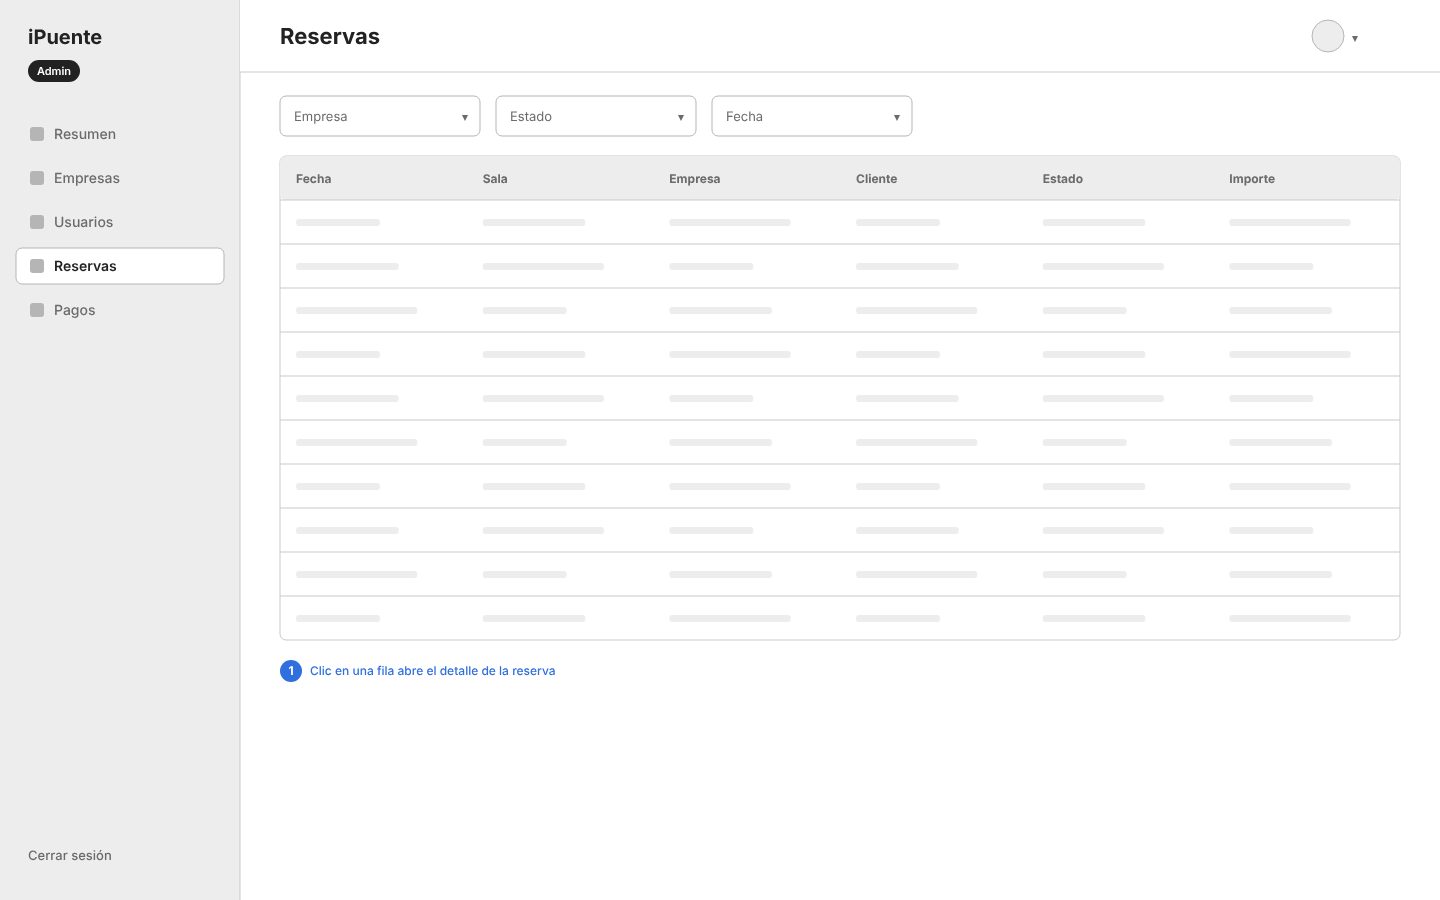 iPuente
Admin
Resumen
Empresas
Usuarios
Reservas
Pagos
Cerrar sesión
Reservas
Empresa
Estado
Fecha
Fecha Sala Empresa Cliente Estado Importe
1 Clic en una fila abre el detalle de la reserva